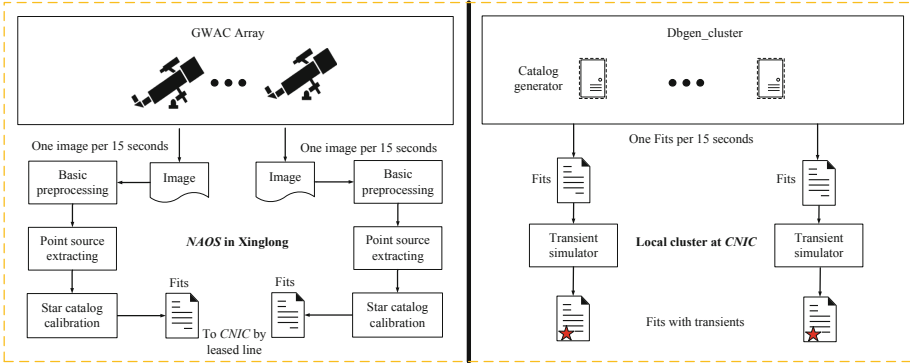 GWAC Array
One image per 15 seconds
One image per 15 seconds
Basic
preprocessing
Image
Image
Basic
preprocessing
Point source
extracting
NAOS in Xinglong
Point source
extracting
Star catalog
calibration
Fits
Fits
Star catalog
calibration
To CNIC by
leased line
Dbgen_cluster
Catalog
generator
One Fits per 15 seconds
Fits
Fits
Transient
simulator
Local cluster at CNIC
Transient
simulator
Fits with transients